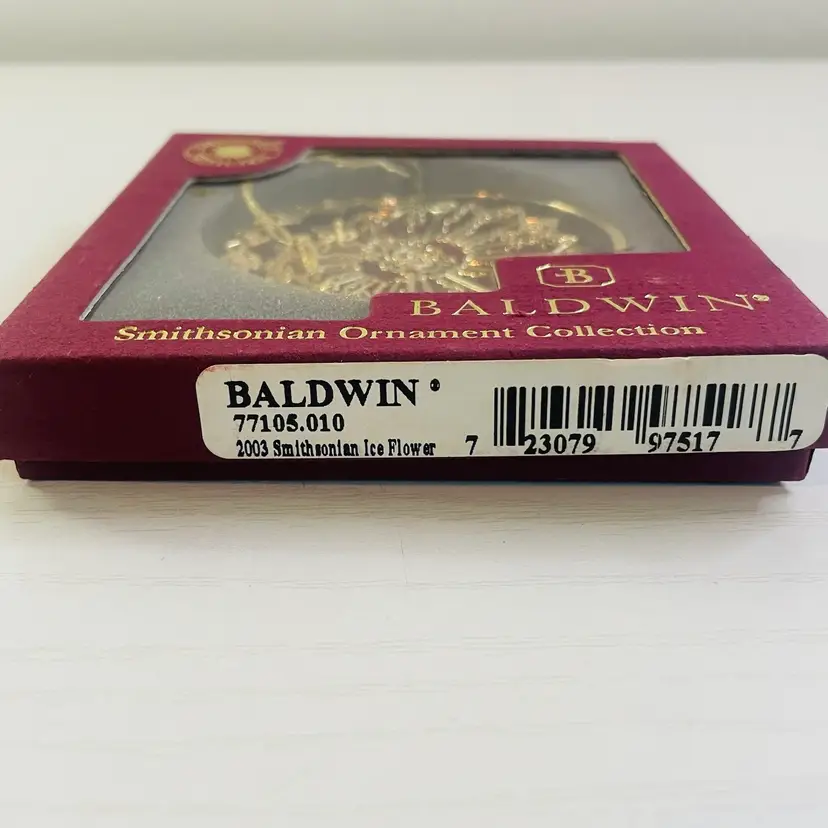 B
BALDWIN®
Smithsonian Ornament Collection
BALDWIN®
77105.010
2003 Smithsonian Ice Flower
7 23079 97517 7